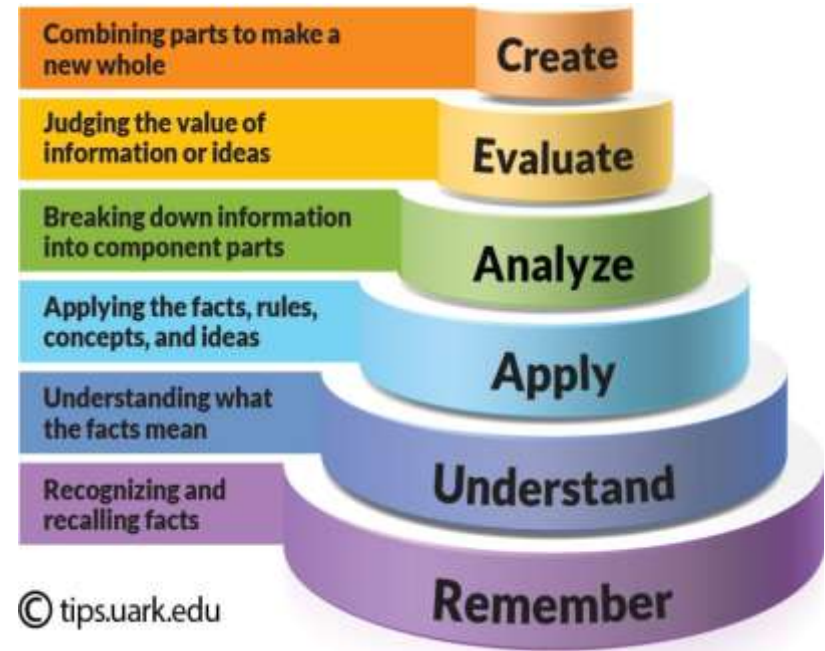 Combining parts to make a
new whole
Create
Judging the value of
information or ideas
Evaluate
Breaking down information
into component parts
Analyze
Applying the facts, rules,
concepts, and ideas
Apply
Understanding what
the facts mean
Understand
Recognizing and
recalling facts
Remember
© tips.uark.edu